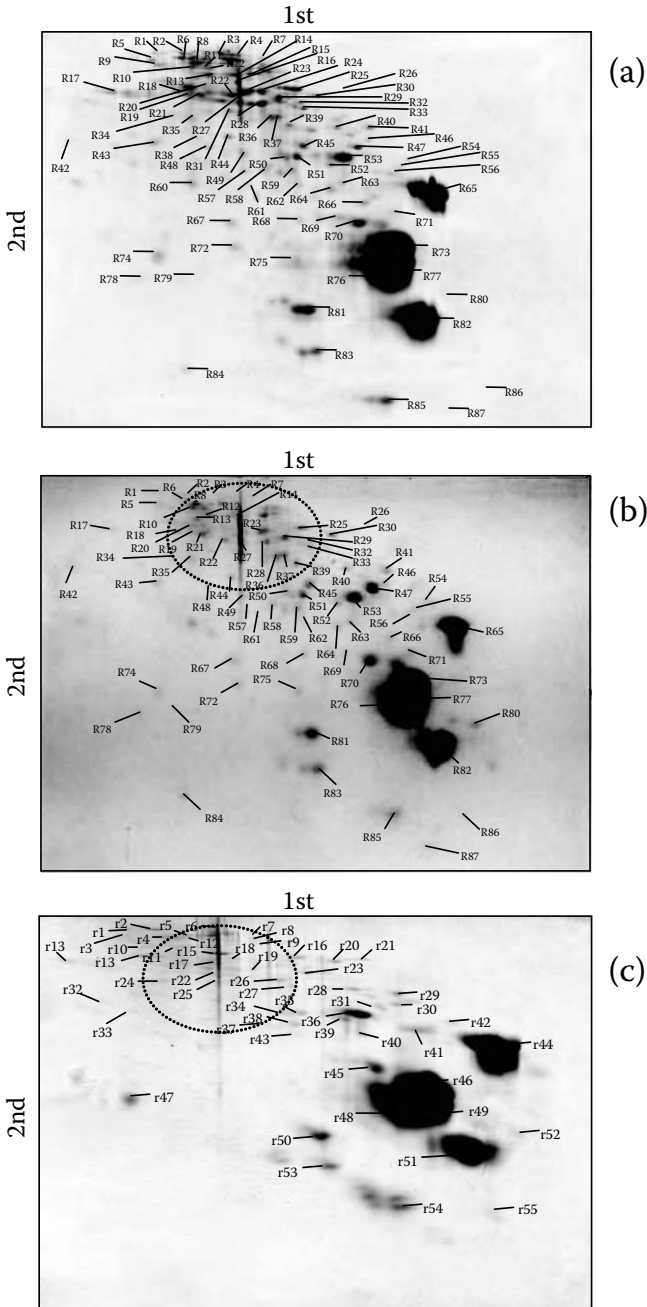 1st
(a)
2nd
R1 R2 R6 R8 R3 R4 R7 R14
R5 R11 R15
R9 R12 R16 R24
R10 R23 R25 R26
R17 R18 R13 R22 R30
R20 R29
R19 R21 R32
R33
R34 R35 R27 R28 R36 R39 R40
R41
R43 R37 R45 R46
R42 R38 R44 R47
R48 R31 R53 R54
R49 R50 R51 R52 R55
R56
R60 R59 R63
R57 R58 R62 R64 R65
R61 R66
R67 R68 R69 R71
R70
R72 R73
R74 R75
R78 R79 R76 R77
R80
R81 R82
R83
R84
R86
R85 R87
1st
(b)
2nd
R1 R6 R2 R3 R4 R7
R5 R8 R14
R12
R17 R10 R13 R23 R25 R26
R18 R30
R20 R19 R21 R29
R34 R22 R27 R32
R33
R35 R28 R37 R39 R41
R42 R43 R36 R40 R46
R44 R50 R45 R47
R48 R49 R51 R53 R54
R57 R58 R52 R55
R61 R59 R62 R63 R56 R65
R66
R64 R71
R67 R68 R69
R74 R75 R70 R73
R72 R76 R77
R78 R79 R80
R81
R82
R83
R84
R85 R86
R87
1st
(c)
2nd
r2 r5 r6 r7 r8
r1 r4 r12 r9
r3 r10 r15 r18 r16 r20 r21
r13 r13 r11 r17 r19 r23
r24 r22 r26
r32 r25 r27 r28 r29
r35 r31 r30
r33 r34 r36 r42
r37 r38 r39
r43 r40 r41 r44
r45 r46
r47
r48 r49
r50 r52
r51
r53
r54 r55